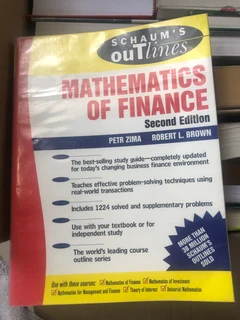 SCHAUM'S
ouTlines
MATHEMATICS
OF FINANCE
Second Edition
PETR ZIMA ROBERT L. BROWN
The best-selling study guide—completely updated
for today's changing business finance environment
Teaches effective problem-solving techniques using
real-world transactions
Includes 1224 solved and supplementary problems
Use with your textbook or for
independent study
The world's leading course
outline series
MORE THAN
30 MILLION
SCHAUM'S
OUTLINES
SOLD
Use with these courses: Mathematics of Finance Mathematics of Investment
Mathematics for Management and Finance Theory of Interest Actuarial Mathematics